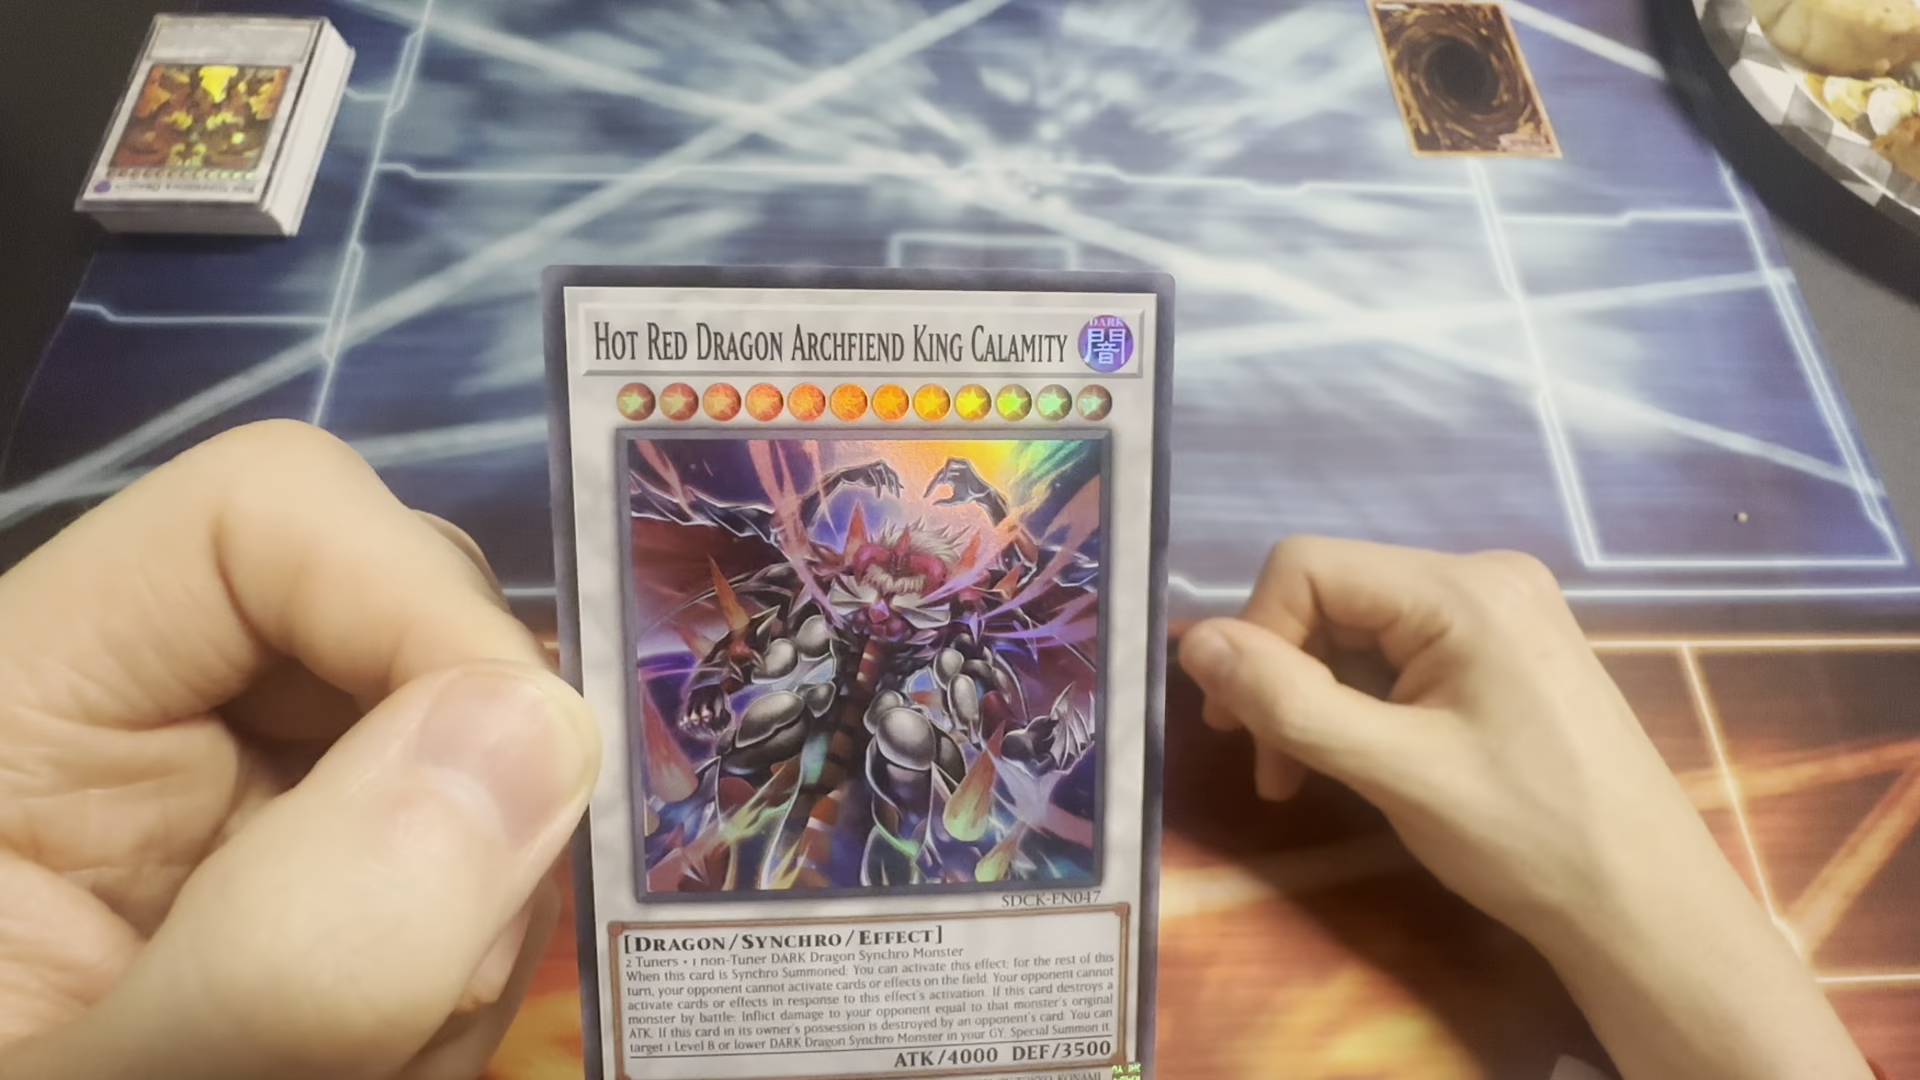 HOT RED DRAGON ARCHFIEND KING CALAMITY
DARK
闇
SDCK-EN047
[DRAGON/SYNCHRO/EFFECT]
2 Tuners + 1 non-Tuner DARK Dragon Synchro Monster
When this card is Synchro Summoned: You can activate this effect; for the rest of this
turn, your opponent cannot activate cards or effects on the field. Your opponent cannot
activate cards or effects in response to this effect's activation. If this card destroys a
monster by battle: Inflict damage to your opponent equal to that monster's original
ATK. If this card in its owner's possession is destroyed by an opponent's card: You can
target 1 Level 8 or lower DARK Dragon Synchro Monster in your GY; Special Summon it.
ATK/4000 DEF/3500